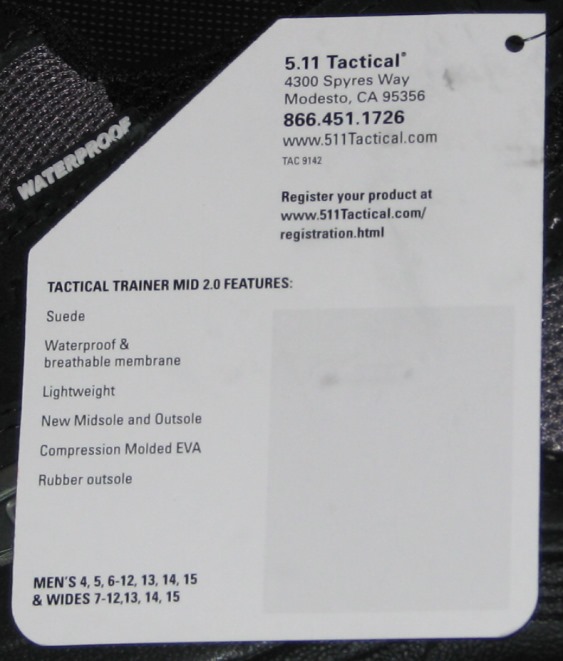 WATERPROOF
5.11 Tactical®
4300 Spyres Way
Modesto, CA 95356
866.451.1726
www.511Tactical.com
TAC 9142
Register your product at
www.511Tactical.com/
registration.html
TACTICAL TRAINER MID 2.0 FEATURES:
Suede
Waterproof &
breathable membrane
Lightweight
New Midsole and Outsole
Compression Molded EVA
Rubber outsole
MEN'S 4, 5, 6-12, 13, 14, 15
& WIDES 7-12,13, 14, 15